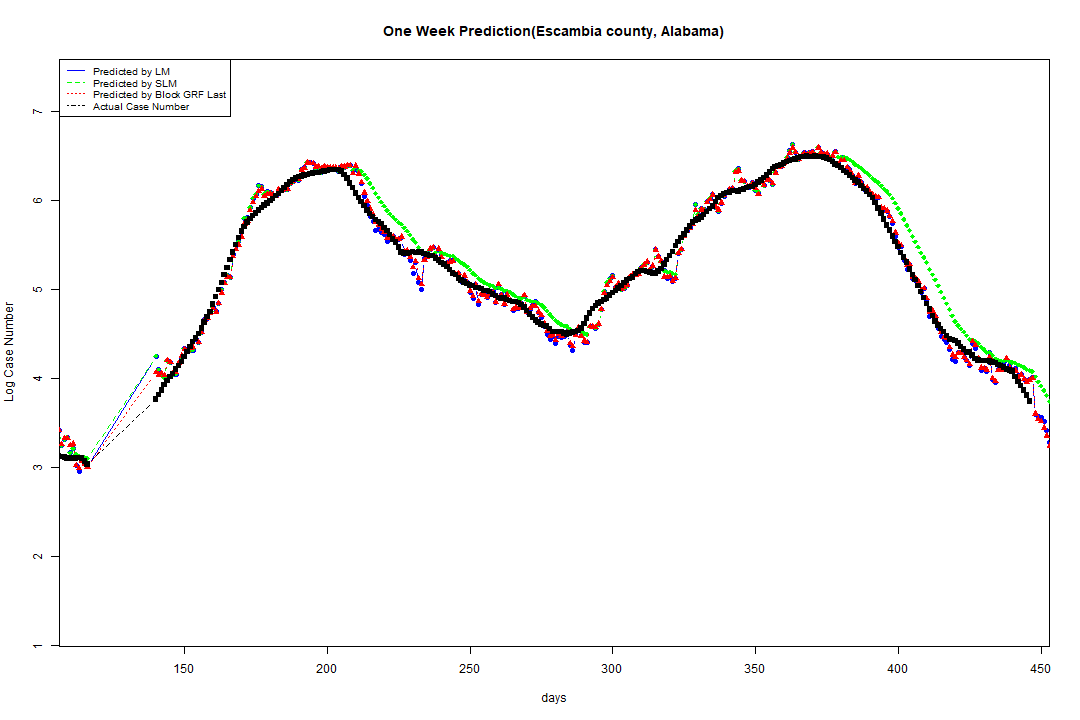 One Week Prediction(Escambia county, Alabama)
Predicted by LM
Predicted by SLM
Predicted by Block GRF Last
Actual Case Number
Log Case Number
7
6
5
4
3
2
1
150 200 250 300 350 400 450
days